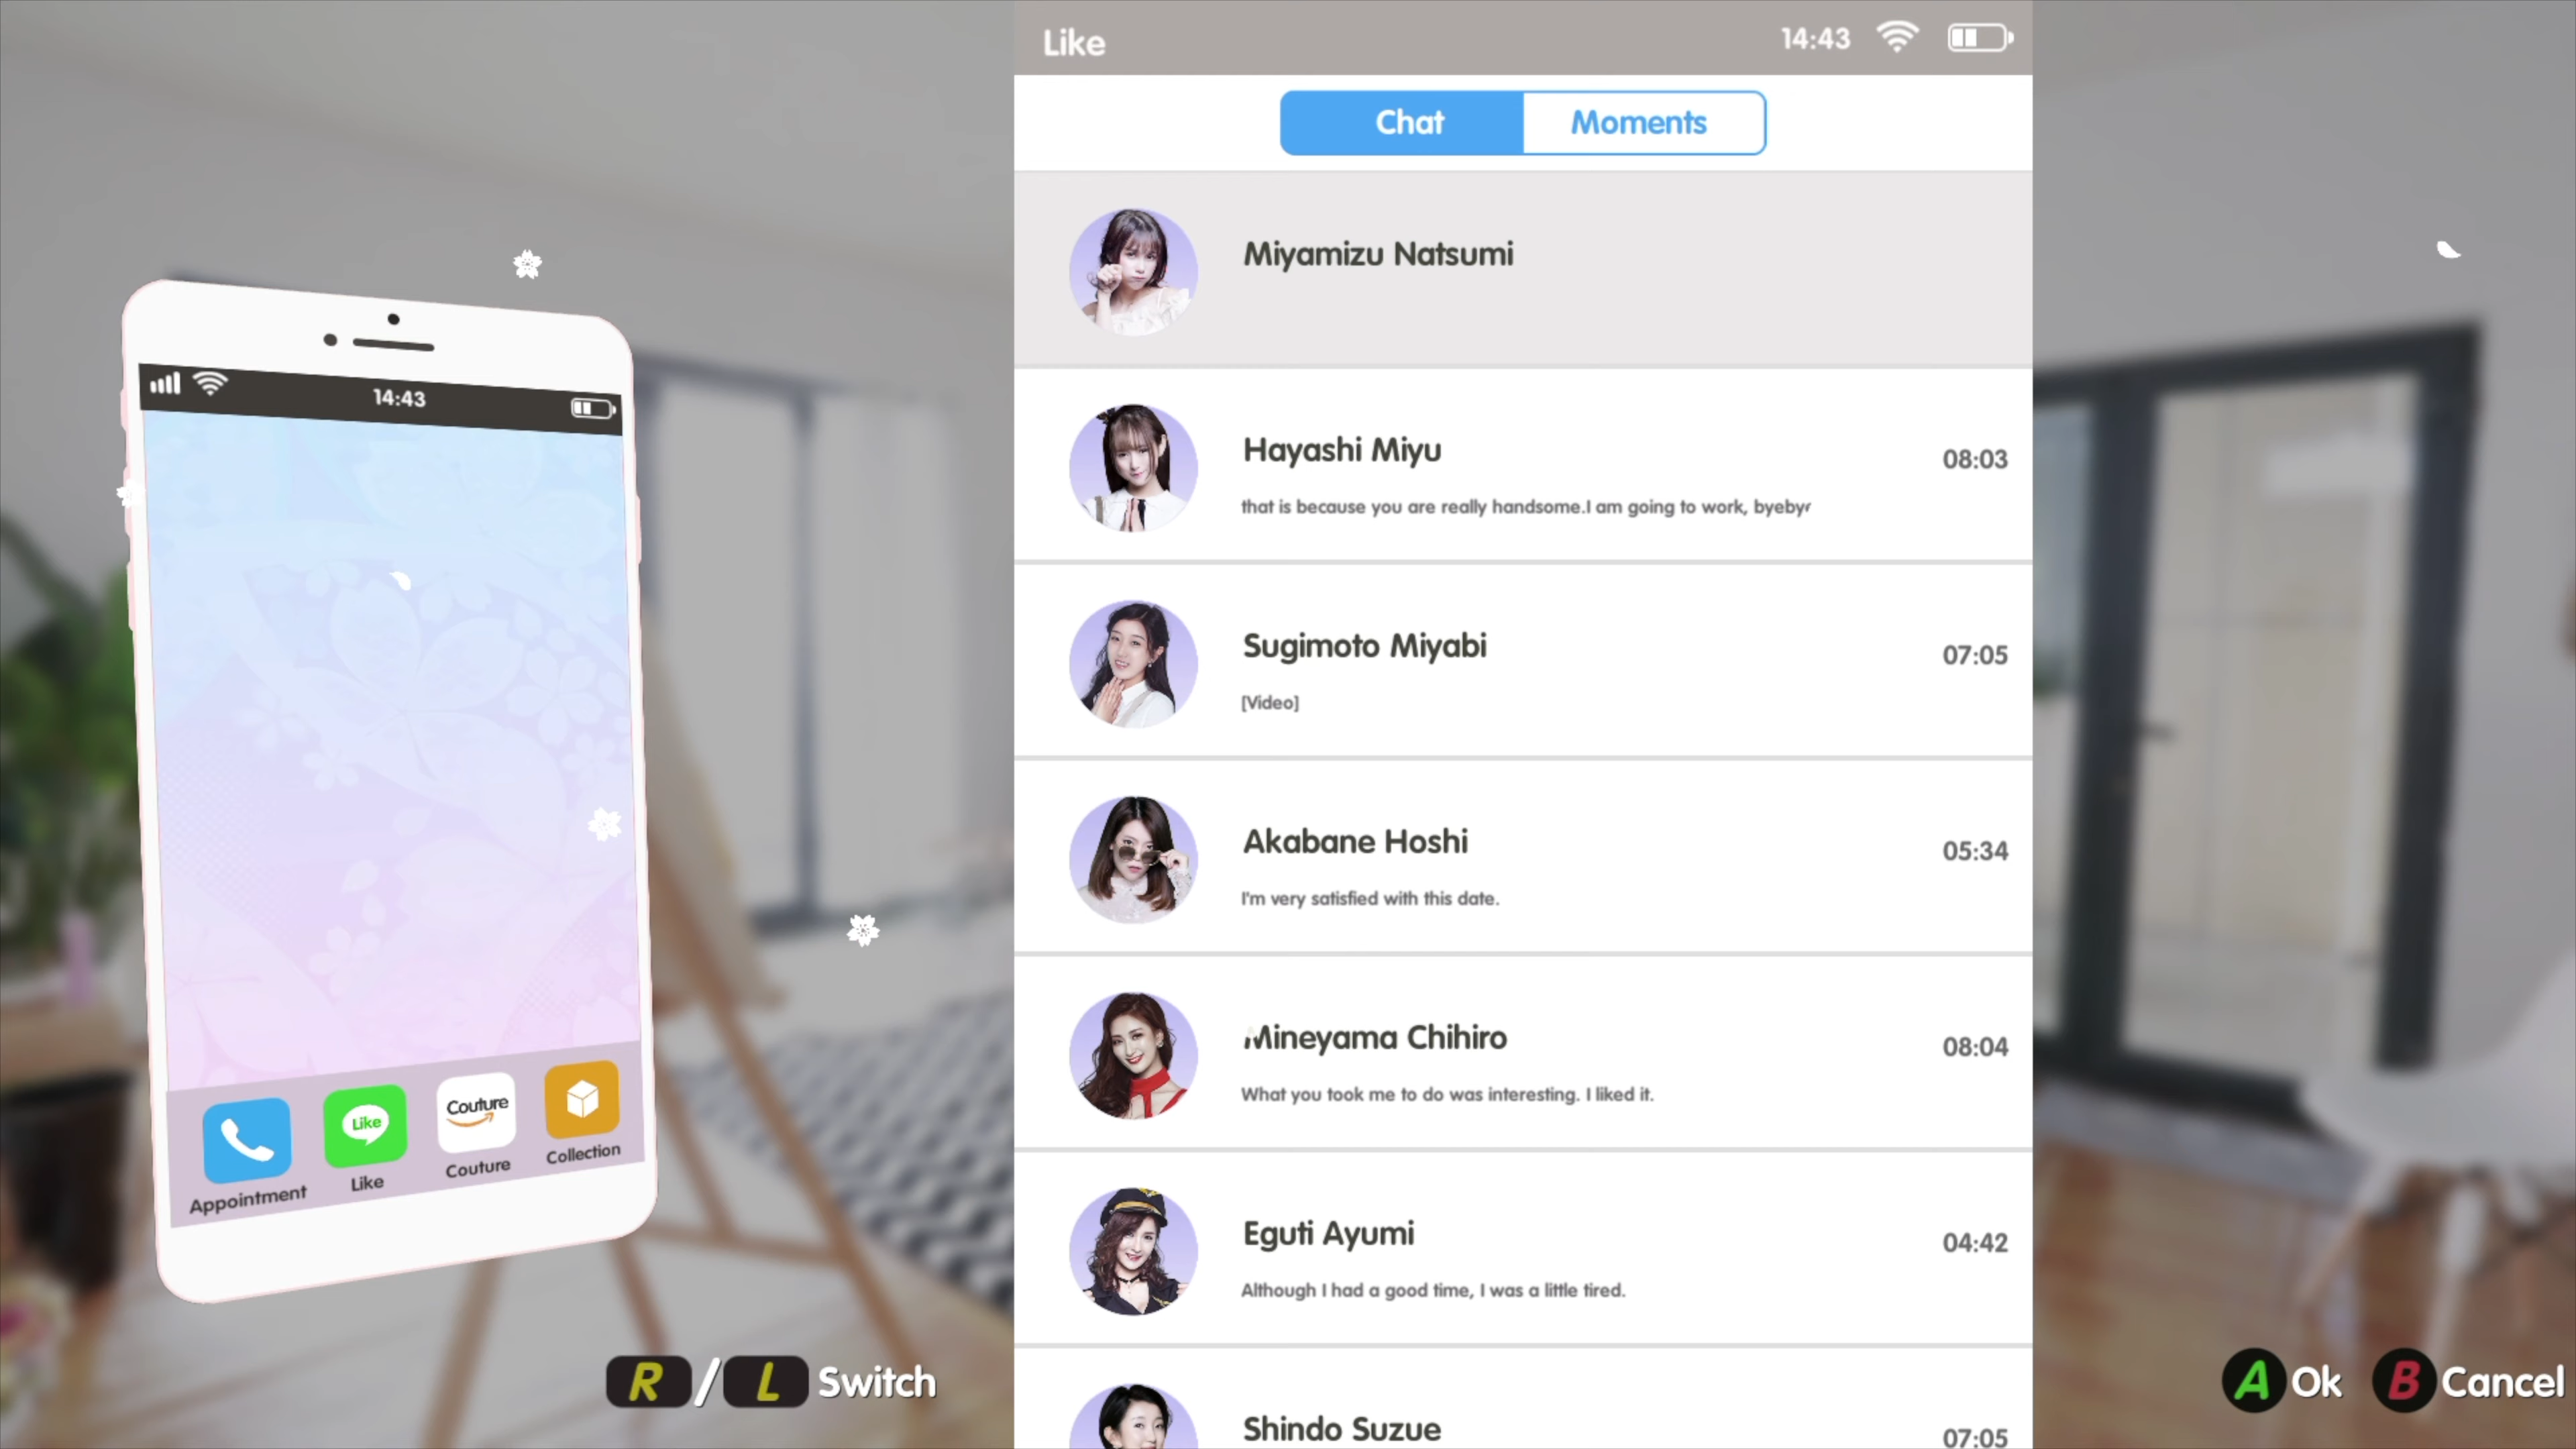 Like
14:43
Chat
Moments
Miyamizu Natsumi
Hayashi Miyu
08:03
that is because you are really handsome.I am going to work, byeby
Sugimoto Miyabi
07:05
[Video]
Akabane Hoshi
05:34
I'm very satisfied with this date.
Mineyama Chihiro
08:04
What you took me to do was interesting. I liked it.
Eguti Ayumi
04:42
Although I had a good time, I was a little tired.
Shindo Suzue
07:05
14:43
Like
Couture
Appointment
Like
Couture
Collection
R / L Switch
A Ok B Cancel